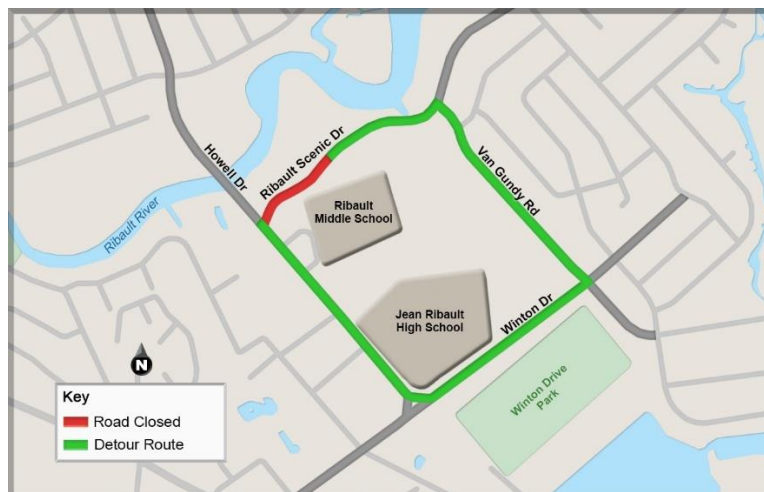 Howell Dr
Ribault Scenic Dr
Van Gundy Rd
Ribault River
Ribault
Middle School
Jean Ribault
High School
Winton Dr
Winton Drive
Park
N
Key
Road Closed
Detour Route